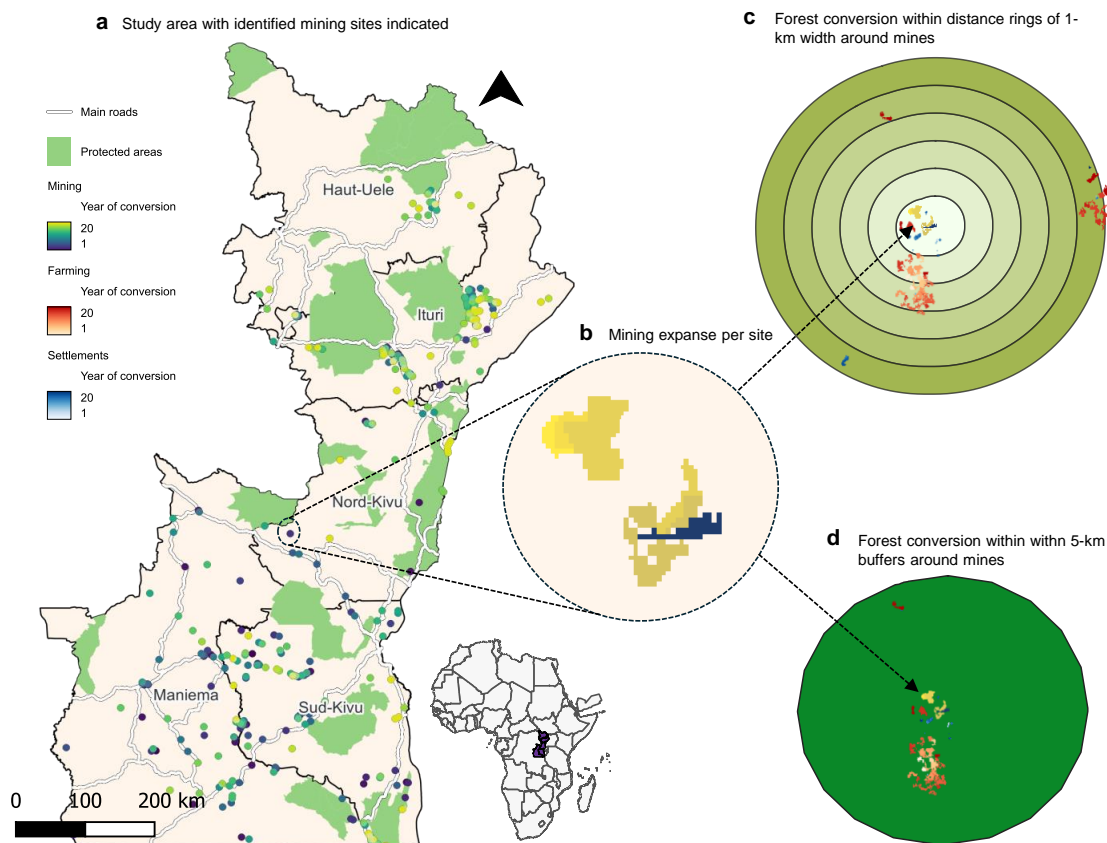 a Study area with identified mining sites indicated
Main roads
Protected areas
Mining
Year of conversion
20
1
Farming
Year of conversion
20
1
Settlements
Year of conversion
20
1
Haut-Uele
Ituri
Nord-Kivu
Maniema
Sud-Kivu
0 100 200 km
b Mining expanse per site
c Forest conversion within distance rings of 1-
km width around mines
d Forest conversion within withn 5-km
buffers around mines